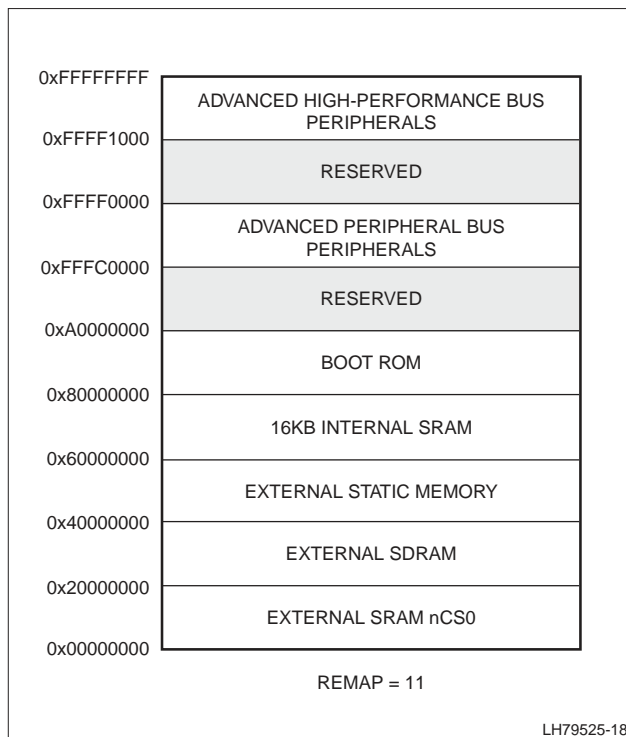 0xFFFFFFFF
ADVANCED HIGH-PERFORMANCE BUS
PERIPHERALS
0xFFFF1000
RESERVED
0xFFFF0000
ADVANCED PERIPHERAL BUS
PERIPHERALS
0xFFFC0000
RESERVED
0xA0000000
BOOT ROM
0x80000000
16KB INTERNAL SRAM
0x60000000
EXTERNAL STATIC MEMORY
0x40000000
EXTERNAL SDRAM
0x20000000
EXTERNAL SRAM nCS0
0x00000000
REMAP = 11
LH79525-18